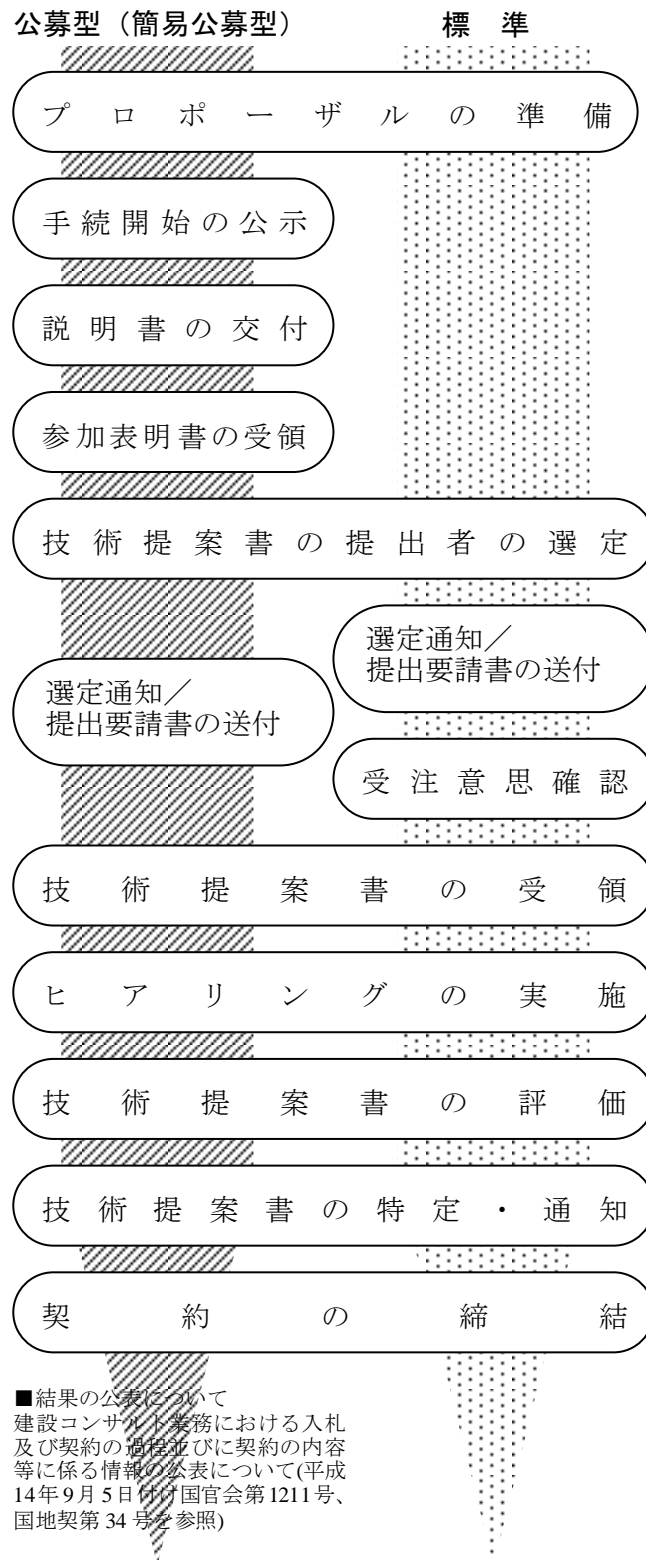 公募型（簡易公募型）
標　準
プロポーザルの準備
手続開始の公示
説明書の交付
参加表明書の受領
技術提案書の提出者の選定
選定通知／
提出要請書の送付
選定通知／
提出要請書の送付
受注意思確認
技術提案書の受領
ヒアリングの実施
技術提案書の評価
技術提案書の特定・通知
契約の締結
■結果の公表について
建設コンサルト業務における入札
及び契約の過程並びに契約の内容
等に係る情報の公表について(平成
14年9月5日付け国官会第1211号、
国地契第34号を参照)